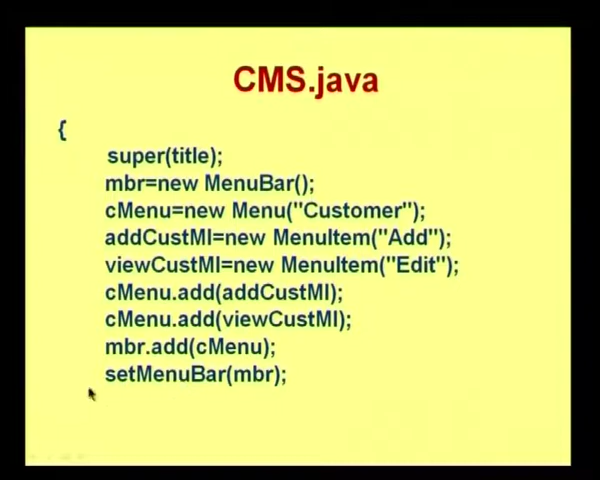 CMS.java
{
super(title);
mbr=new MenuBar();
cMenu=new Menu("Customer");
addCustMI=new MenuItem("Add");
viewCustMI=new MenuItem("Edit");
cMenu.add(addCustMI);
cMenu.add(viewCustMI);
mbr.add(cMenu);
setMenuBar(mbr);